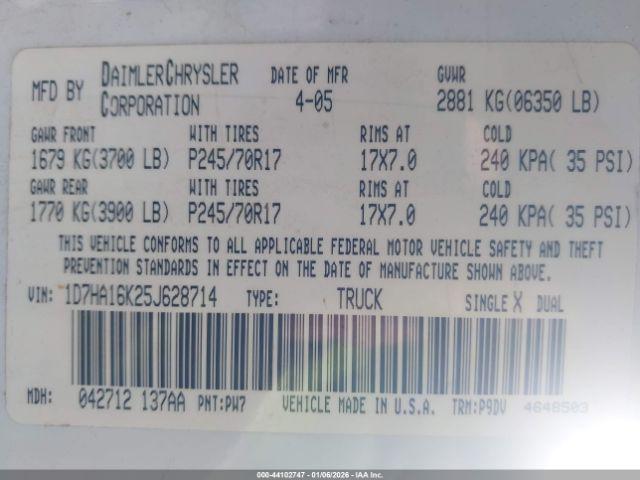 MFD BY DAIMLERCHRYSLER CORPORATION DATE OF MFR 4-05 GVWR 2881 KG(06350 LB)
GAWR FRONT WITH TIRES RIMS AT COLD
1679 KG(3700 LB) P245/70R17 17X7.0 240 KPA( 35 PSI)
GAWR REAR WITH TIRES RIMS AT COLD
1770 KG(3900 LB) P245/70R17 17X7.0 240 KPA( 35 PSI)
THIS VEHICLE CONFORMS TO ALL APPLICABLE FEDERAL MOTOR VEHICLE SAFETY AND THEFT
PREVENTION STANDARDS IN EFFECT ON THE DATE OF MANUFACTURE SHOWN ABOVE.
VIN: 1D7HA16K25J628714 TYPE: TRUCK SINGLE X DUAL
MDH: 042712 137AA PNT:PW7 VEHICLE MADE IN U.S.A. TRM:P9DV 4648503
000-44102747 - 01/06/2026 - IAA Inc.